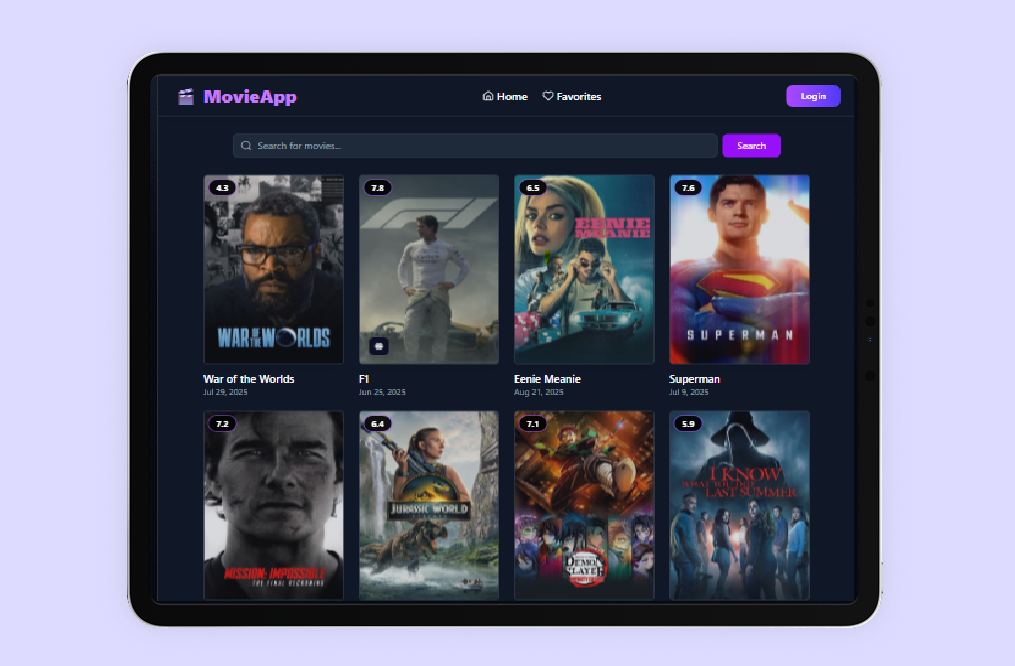 MovieApp
Home
Favorites
Login
Search for movies...
Search
4.3
7.8
6.5
7.6
WAR OF THE WORLDS
F1
EENIE
MEANIE
SUPERMAN
War of the Worlds
F1
Eenie Meanie
Superman
Jul 29, 2025
Jun 25, 2025
Aug 21, 2025
Jul 9, 2025
7.2
6.4
7.1
5.9
MISSION: IMPOSSIBLE
THE FINAL RECKONING
JURASSIC WORLD
DEMON
SLAYER
I KNOW
WHAT YOU DID
LAST SUMMER